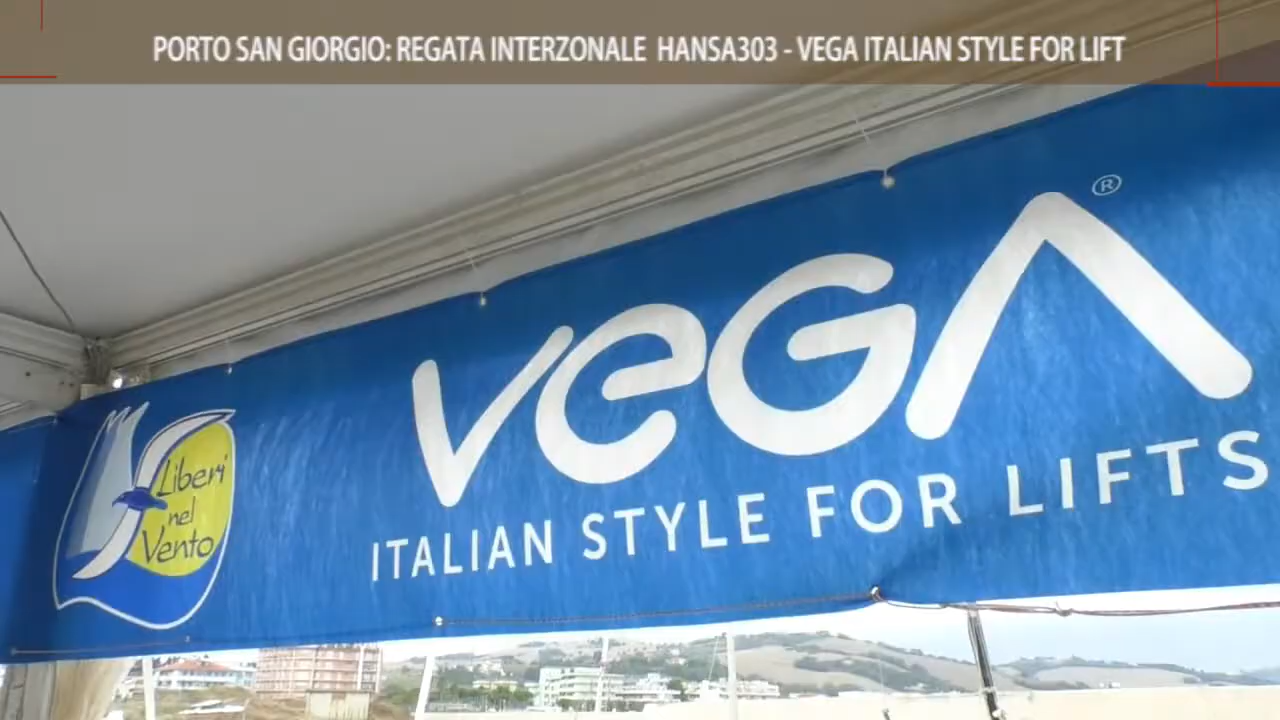 PORTO SAN GIORGIO: REGATA INTERZONALE HANSA303 - VEGA ITALIAN STYLE FOR LIFT
VeGA ®
ITALIAN STYLE FOR LIFTS
Liberi
nel
Vento